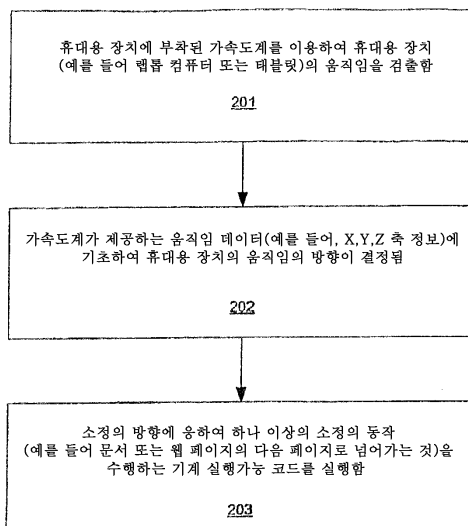 휴대용 장치에 부착된 가속도계를 이용하여 휴대용 장치
(예를 들어 랩톱 컴퓨터 또는 태블릿)의 움직임을 검출함
201
가속도계가 제공하는 움직임 데이터(예를 들어, X,Y,Z 축 정보)에
기초하여 휴대용 장치의 움직임의 방향이 결정됨
202
소정의 방향에 응하여 하나 이상의 소정의 동작
(예를 들어 문서 또는 웹 페이지의 다음 페이지로 넘어가는 것)을
수행하는 기계 실행가능 코드를 실행함
203